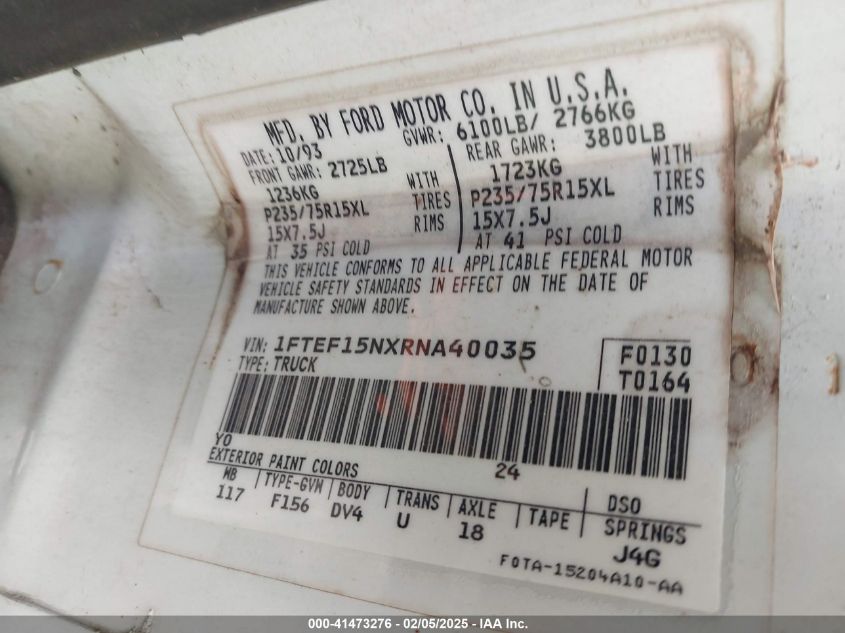 MFD. BY FORD MOTOR CO. IN U.S.A.
DATE: 10/93 GVWR: 6100LB/ 2766KG
FRONT GAWR: 2725LB REAR GAWR: 3800LB
1236KG WITH 1723KG WITH
P235/75R15XL TIRES P235/75R15XL TIRES
15X7.5J RIMS 15X7.5J RIMS
AT 35 PSI COLD AT 41 PSI COLD
THIS VEHICLE CONFORMS TO ALL APPLICABLE FEDERAL MOTOR
VEHICLE SAFETY STANDARDS IN EFFECT ON THE DATE OF
MANUFACTURE SHOWN ABOVE.
VIN: 1FTEF15NXRNA40035 F0130
TYPE: TRUCK T0164
YO 24
EXTERIOR PAINT COLORS DSO
WB TYPE-GVM BODY TRANS AXLE TAPE SPRINGS
117 F156 DV4 U 18 J4G
F0TA-15204A10-AA
000-41473276 - 02/05/2025 - IAA Inc.